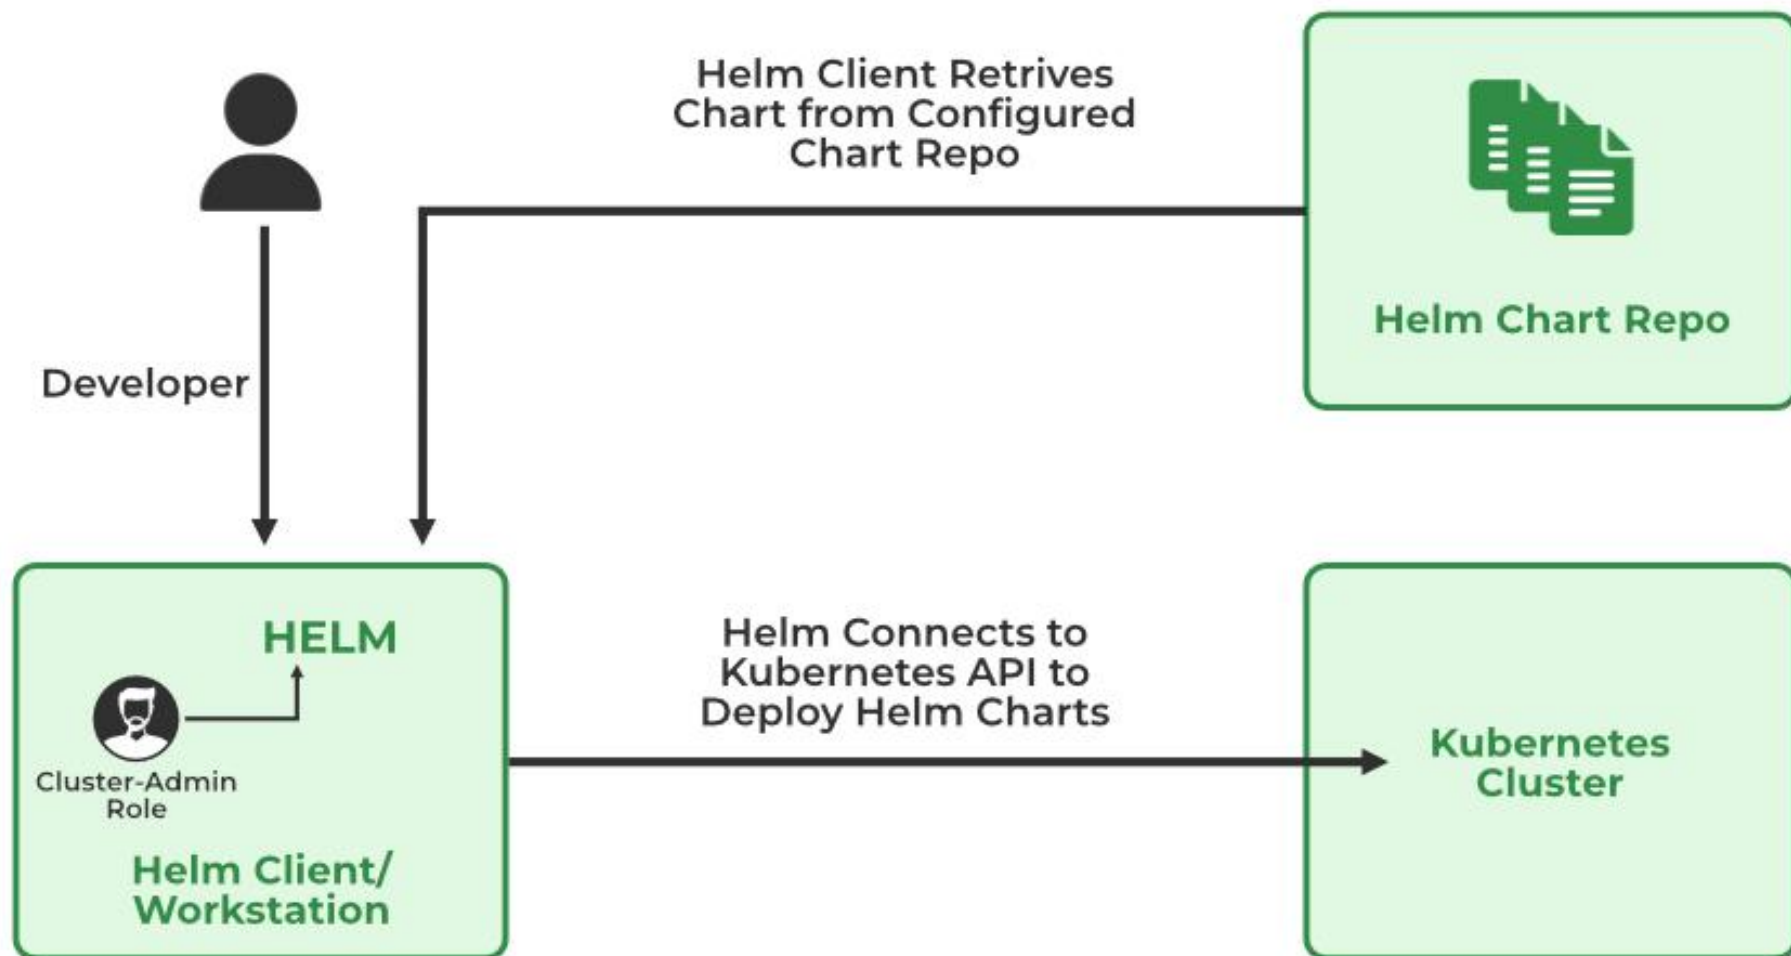 Helm Client Retrives
Chart from Configured
Chart Repo
Helm Chart Repo
Developer
HELM
Cluster-Admin
Role
Helm Client/
Workstation
Helm Connects to
Kubernetes API to
Deploy Helm Charts
Kubernetes
Cluster